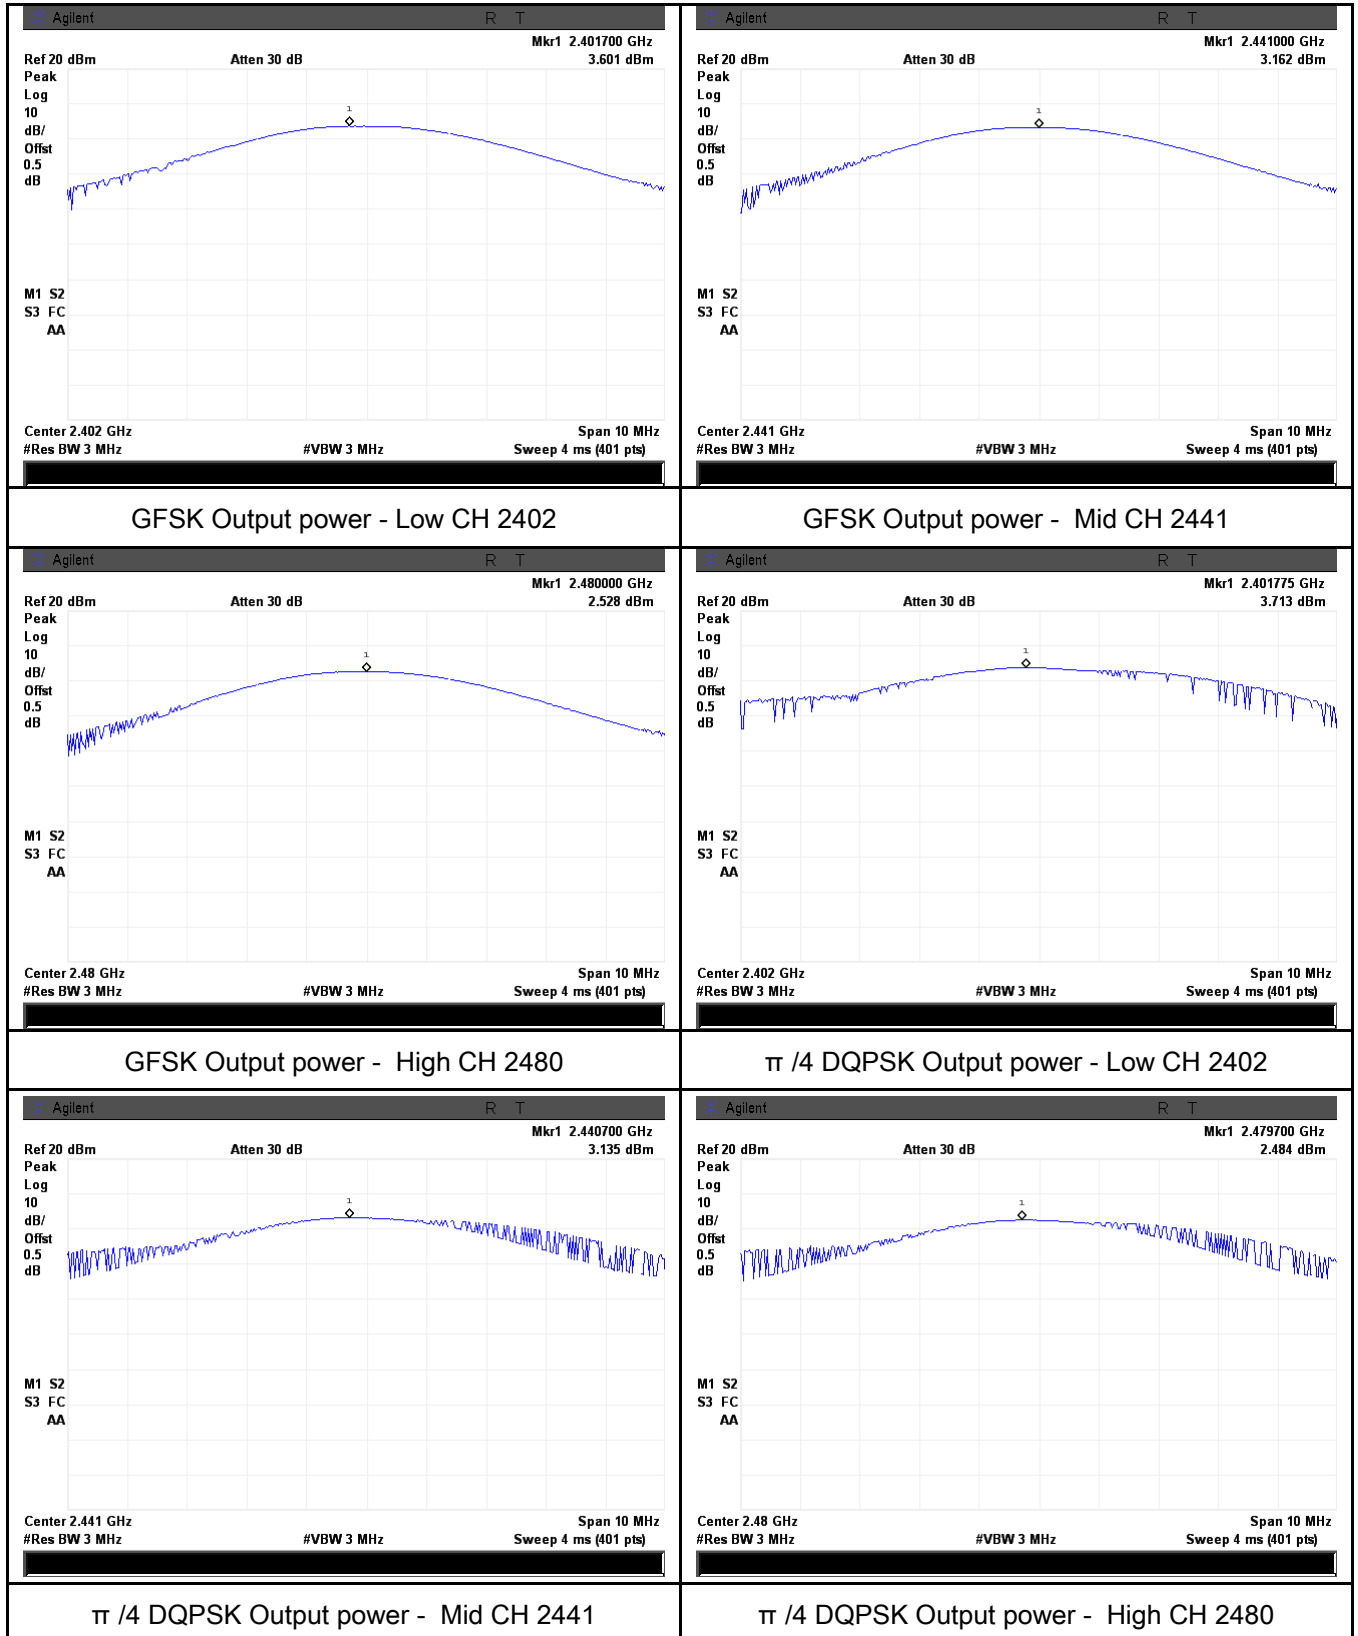 Agilent R T
Mkr1 2.401700 GHz
Ref 20 dBm Atten 30 dB 3.601 dBm
Peak
Log
10
dB/
Offst
0.5
dB
1
M1 S2
S3 FC
AA
Center 2.402 GHz Span 10 MHz
#Res BW 3 MHz #VBW 3 MHz Sweep 4 ms (401 pts)
GFSK Output power - Low CH 2402
Agilent R T
Mkr1 2.441000 GHz
Ref 20 dBm Atten 30 dB 3.162 dBm
Peak
Log
10
dB/
Offst
0.5
dB
1
M1 S2
S3 FC
AA
Center 2.441 GHz Span 10 MHz
#Res BW 3 MHz #VBW 3 MHz Sweep 4 ms (401 pts)
GFSK Output power - Mid CH 2441
Agilent R T
Mkr1 2.480000 GHz
Ref 20 dBm Atten 30 dB 2.528 dBm
Peak
Log
10
dB/
Offst
0.5
dB
1
M1 S2
S3 FC
AA
Center 2.48 GHz Span 10 MHz
#Res BW 3 MHz #VBW 3 MHz Sweep 4 ms (401 pts)
GFSK Output power - High CH 2480
Agilent R T
Mkr1 2.401775 GHz
Ref 20 dBm Atten 30 dB 3.713 dBm
Peak
Log
10
dB/
Offst
0.5
dB
1
M1 S2
S3 FC
AA
Center 2.402 GHz Span 10 MHz
#Res BW 3 MHz #VBW 3 MHz Sweep 4 ms (401 pts)
π /4 DQPSK Output power - Low CH 2402
Agilent R T
Mkr1 2.440700 GHz
Ref 20 dBm Atten 30 dB 3.135 dBm
Peak
Log
10
dB/
Offst
0.5
dB
1
M1 S2
S3 FC
AA
Center 2.441 GHz Span 10 MHz
#Res BW 3 MHz #VBW 3 MHz Sweep 4 ms (401 pts)
π /4 DQPSK Output power - Mid CH 2441
Agilent R T
Mkr1 2.479700 GHz
Ref 20 dBm Atten 30 dB 2.484 dBm
Peak
Log
10
dB/
Offst
0.5
dB
1
M1 S2
S3 FC
AA
Center 2.48 GHz Span 10 MHz
#Res BW 3 MHz #VBW 3 MHz Sweep 4 ms (401 pts)
π /4 DQPSK Output power - High CH 2480